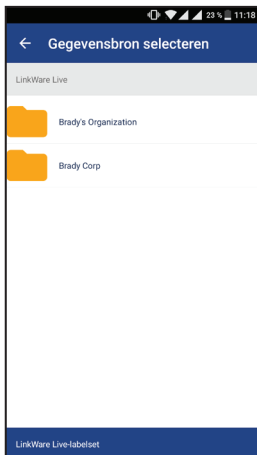 23 % 11:18
Gegevensbron selecteren
LinkWare Live
Brady's Organization
Brady Corp
LinkWare Live-labelset